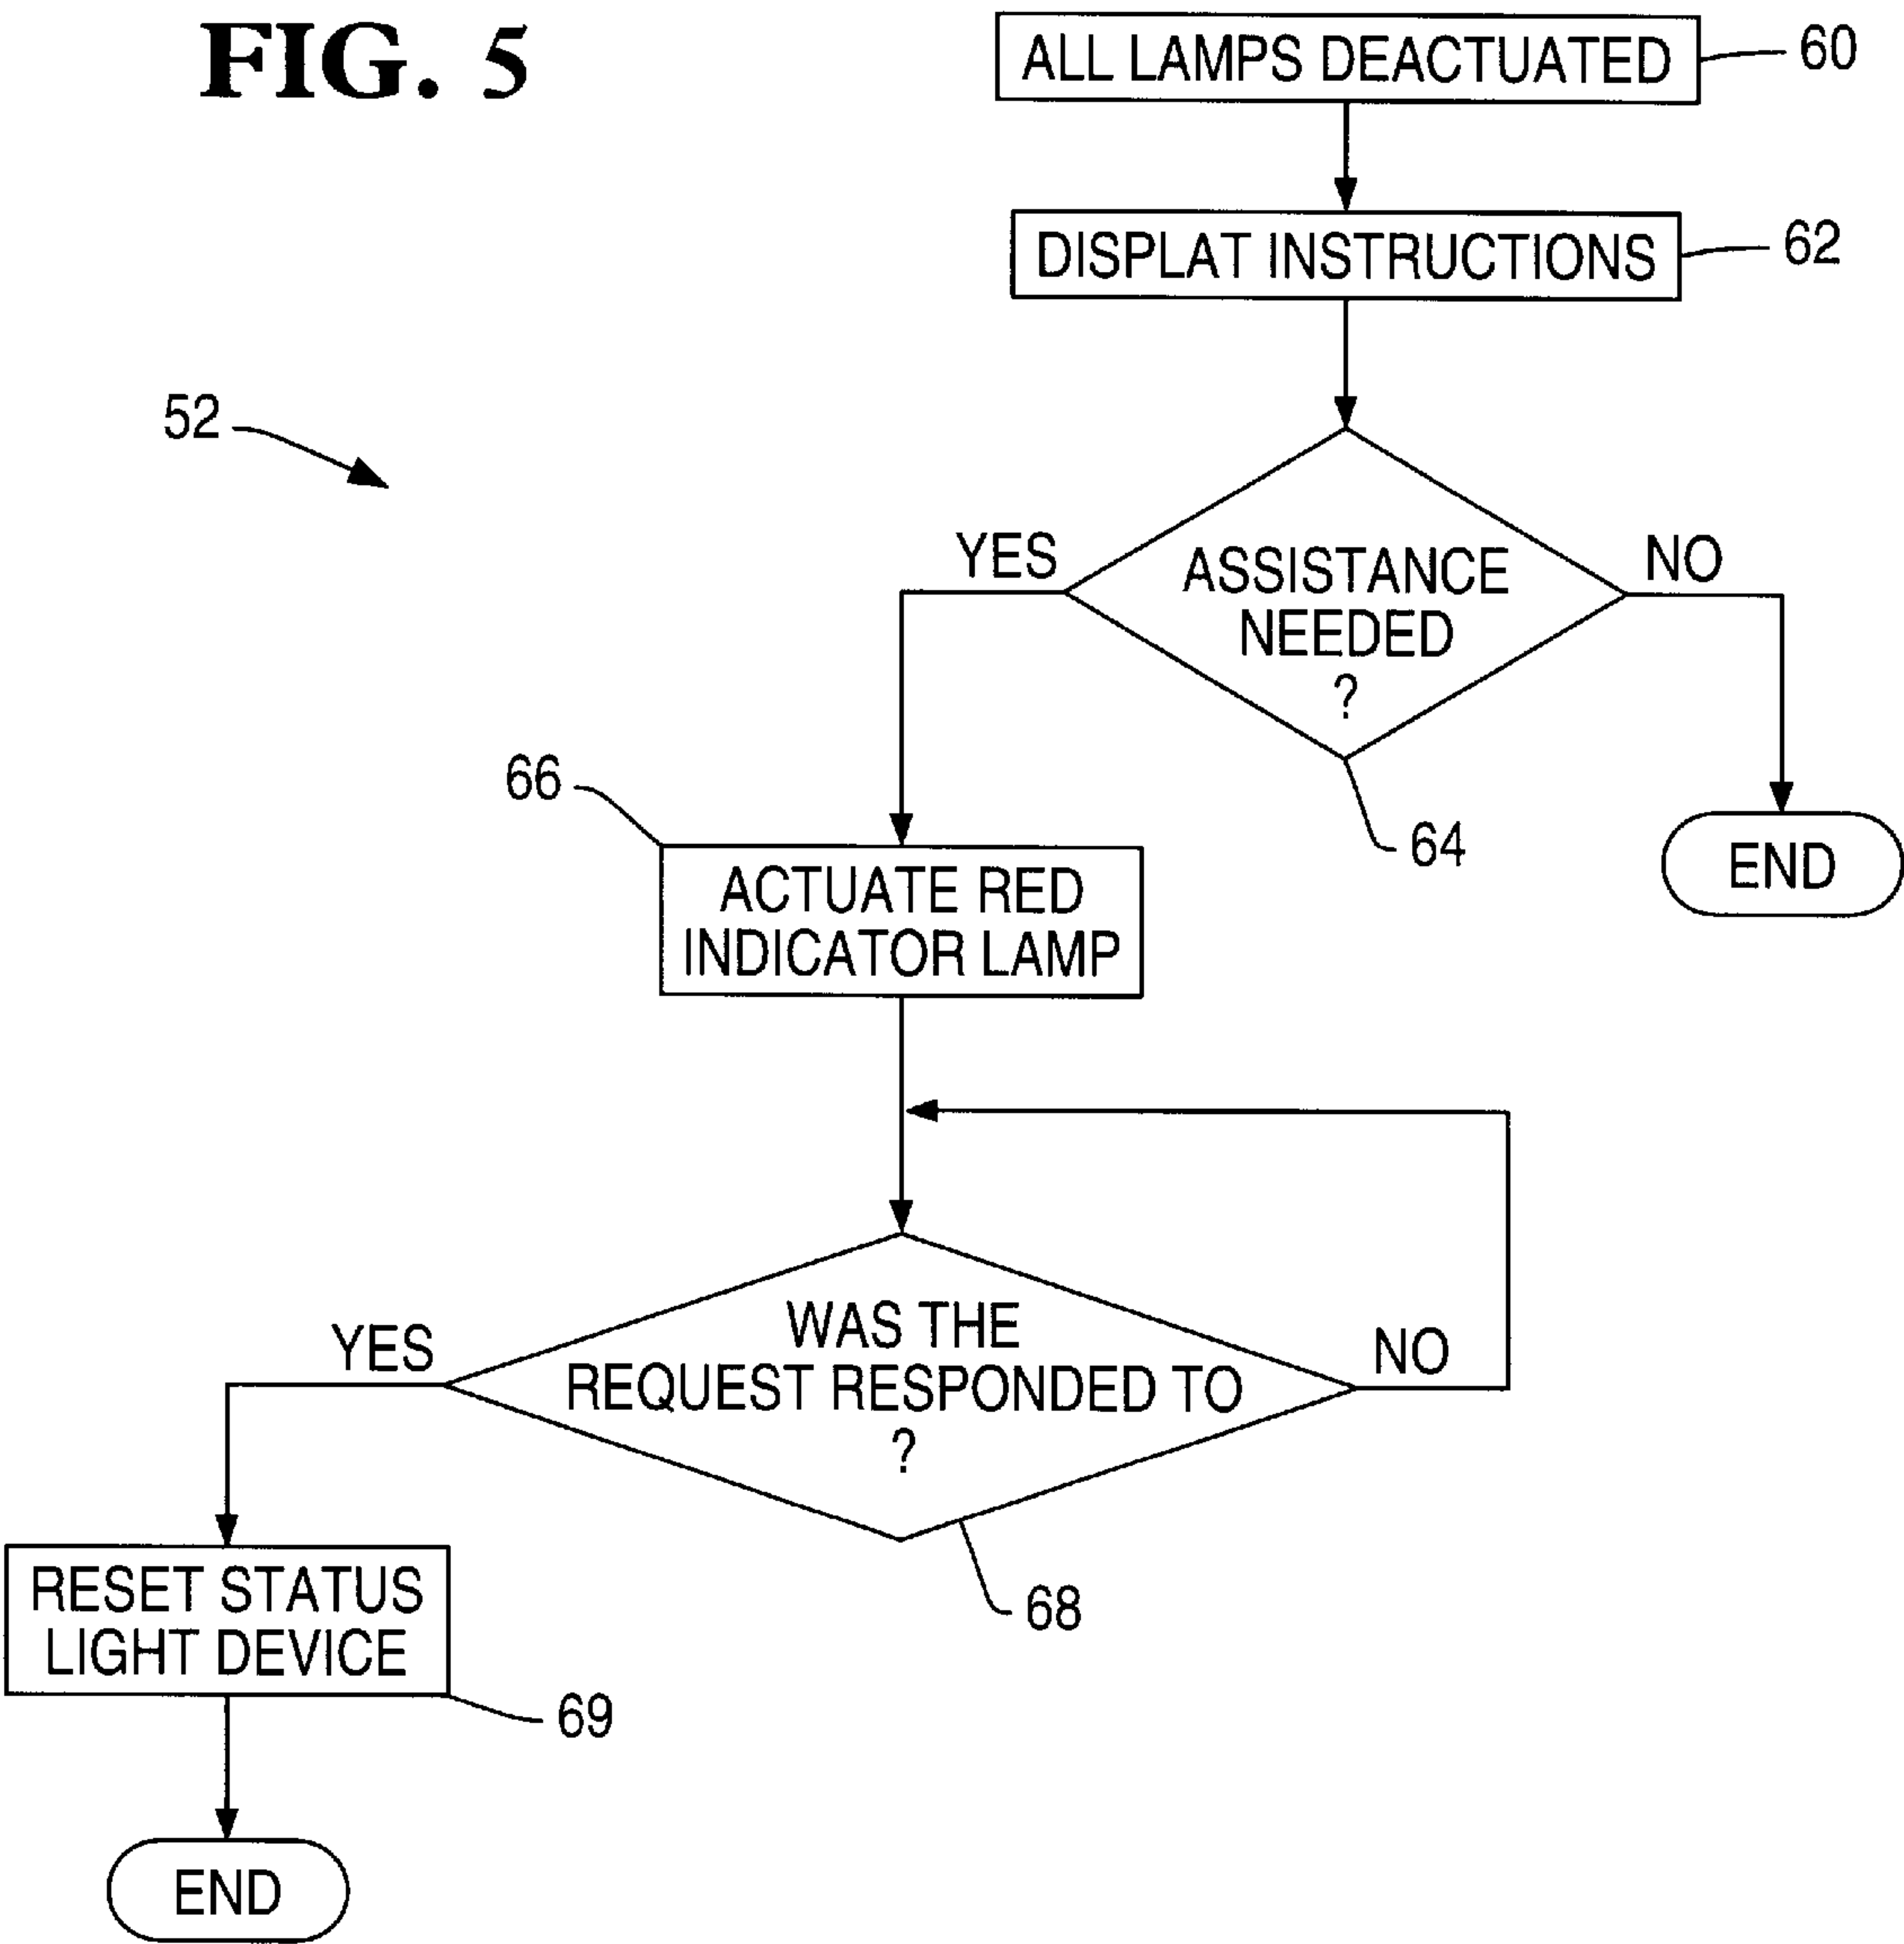 FIG. 5
ALL LAMPS DEACTUATED
60
DISPLAT INSTRUCTIONS
62
52
YES
ASSISTANCE
NEEDED
?
NO
64
END
66
ACTUATE RED
INDICATOR LAMP
YES
WAS THE
REQUEST RESPONDED TO
?
NO
68
RESET STATUS
LIGHT DEVICE
69
END